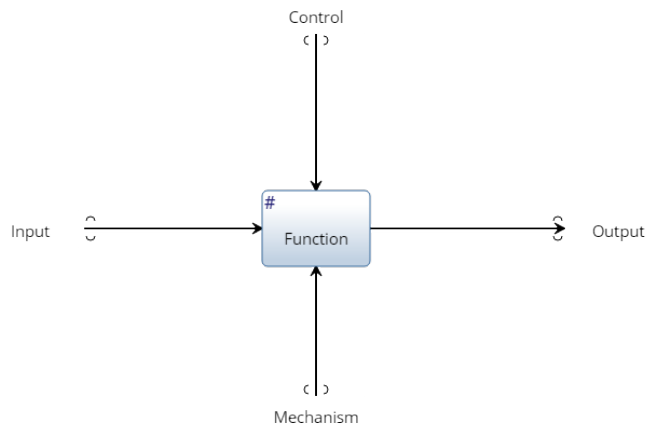 Control
#
Function
Input
Output
Mechanism